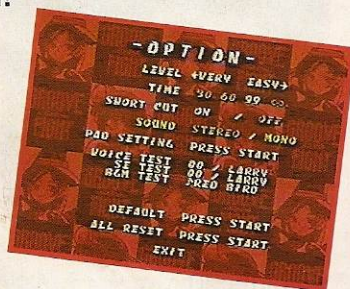 -OPTION-
LEVEL ←VERY EASY→
TIME 30 60 99 ∞
SHORT CUT ON / OFF
SOUND STEREO / MONO
PAD SETTING PRESS START
VOICE TEST 00 / LARRY
SE TEST 00 / LARRY
BGM TEST /RED BIRD
DEFAULT PRESS START
ALL RESET PRESS START
EXIT